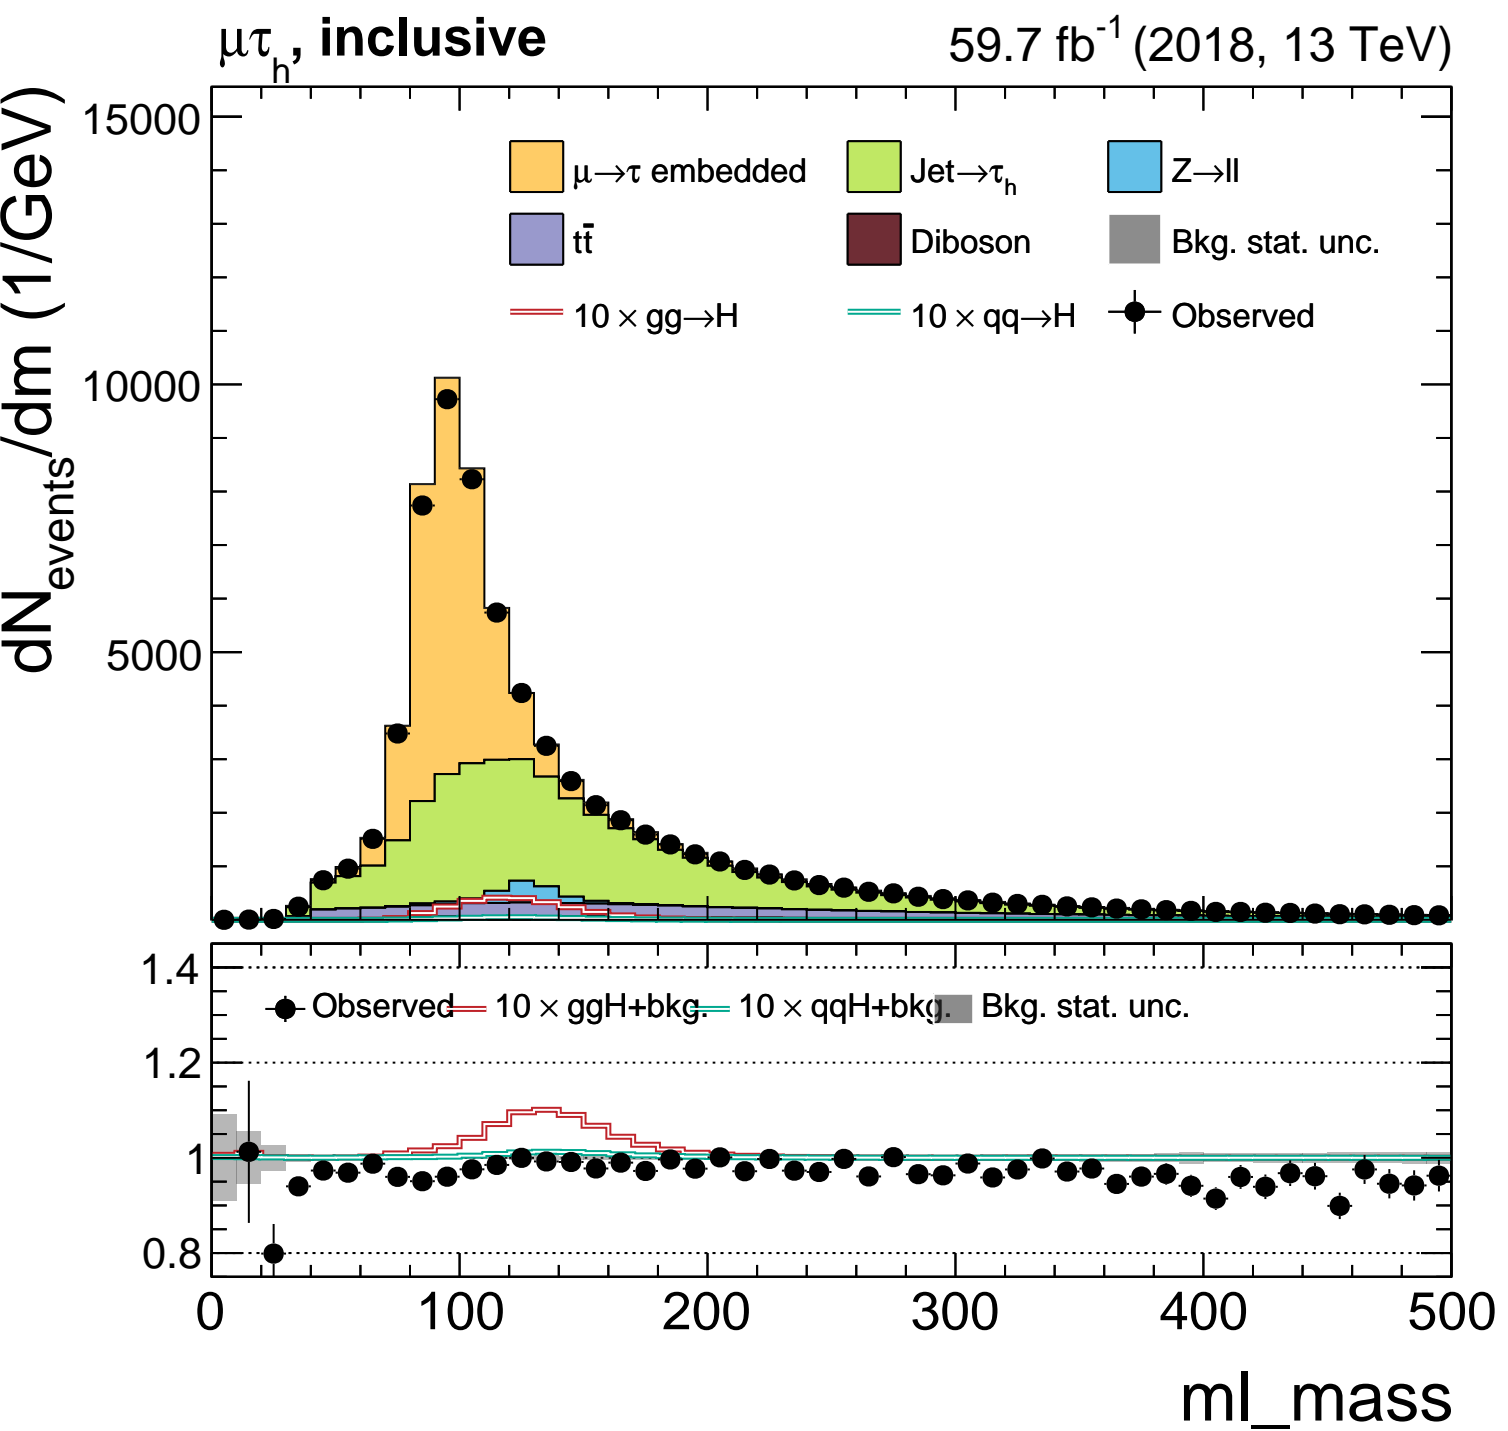 μτₕ, inclusive 59.7 fb⁻¹ (2018, 13 TeV)
dN_events/dm (1/GeV)
15000
10000
5000
μ→τ embedded Jet→τₕ Z→ll
tt̄ Diboson Bkg. stat. unc.
10 × gg→H 10 × qq→H Observed
1.4
1.2
1
0.8
Observed 10 × ggH+bkg. 10 × qqH+bkg. Bkg. stat. unc.
0 100 200 300 400 500
ml_mass